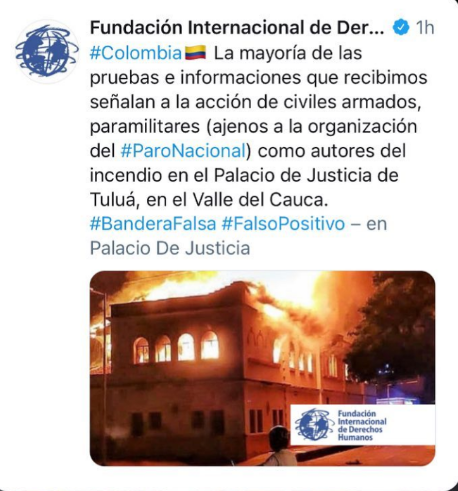 Fundación Internacional de Der... 1h
#Colombia🇨🇴 La mayoría de las
pruebas e informaciones que recibimos
señalan a la acción de civiles armados,
paramilitares (ajenos a la organización
del #ParoNacional) como autores del
incendio en el Palacio de Justicia de
Tuluá, en el Valle del Cauca.
#BanderaFalsa #FalsoPositivo – en
Palacio De Justicia
Fundación
Internacional
de Derechos
Humanos